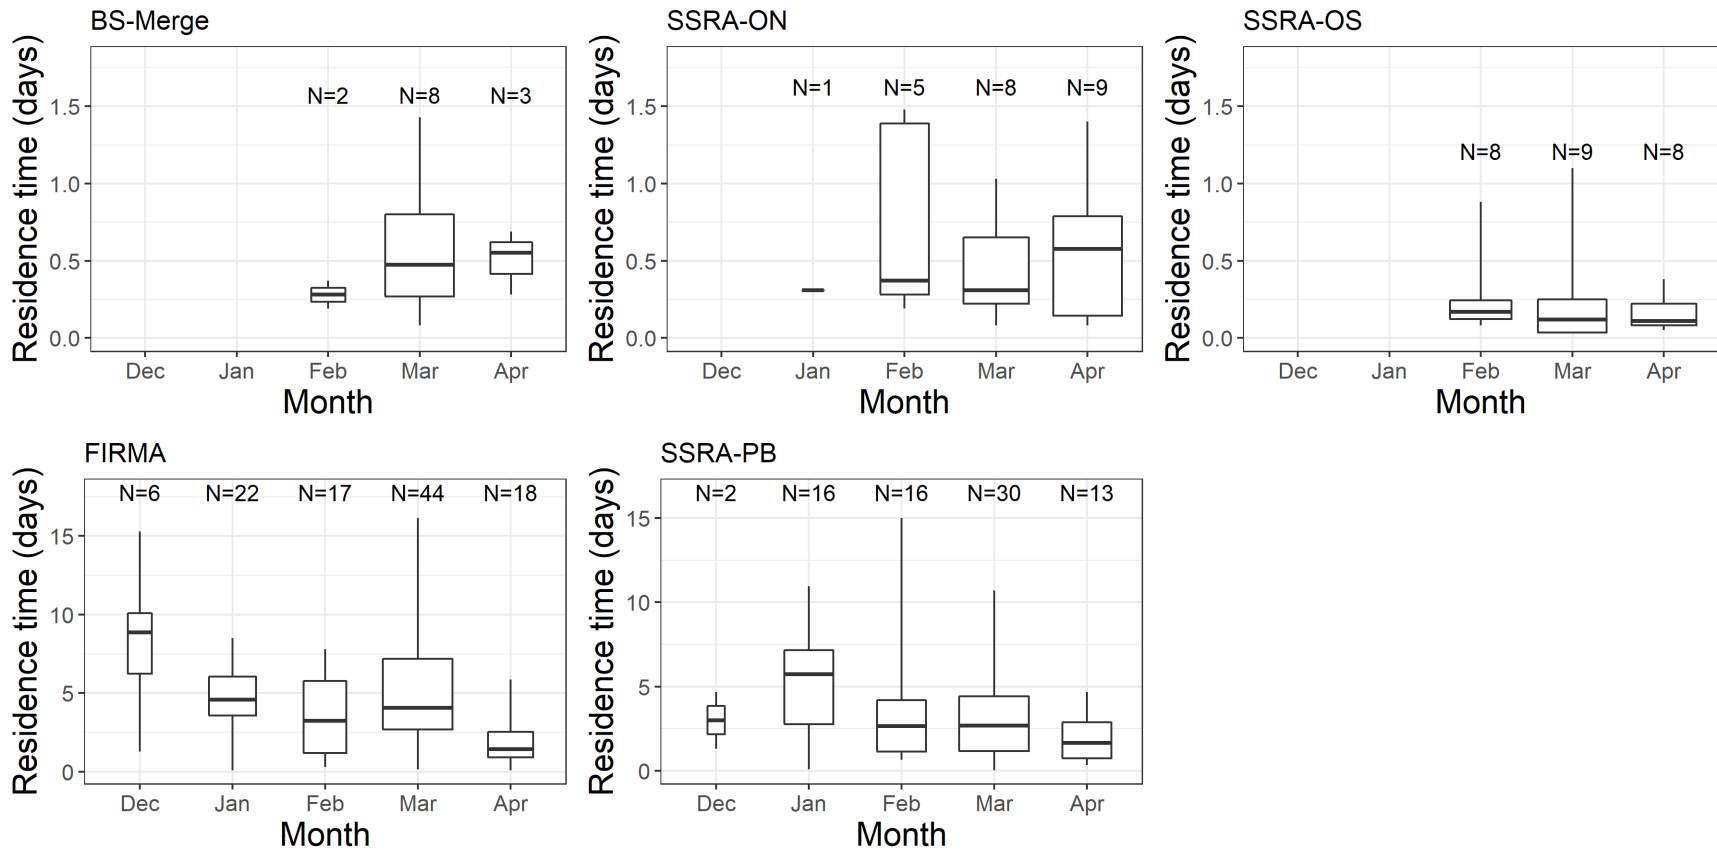 BS-Merge
Residence time (days)
1.5
1.0
0.5
0.0
N=2 N=8 N=3
Dec Jan Feb Mar Apr
Month
SSRA-ON
Residence time (days)
1.5
1.0
0.5
0.0
N=1 N=5 N=8 N=9
Dec Jan Feb Mar Apr
Month
SSRA-OS
Residence time (days)
1.5
1.0
0.5
0.0
N=8 N=9 N=8
Dec Jan Feb Mar Apr
Month
FIRMA
Residence time (days)
15
10
5
0
N=6 N=22 N=17 N=44 N=18
Dec Jan Feb Mar Apr
Month
SSRA-PB
Residence time (days)
15
10
5
0
N=2 N=16 N=16 N=30 N=13
Dec Jan Feb Mar Apr
Month